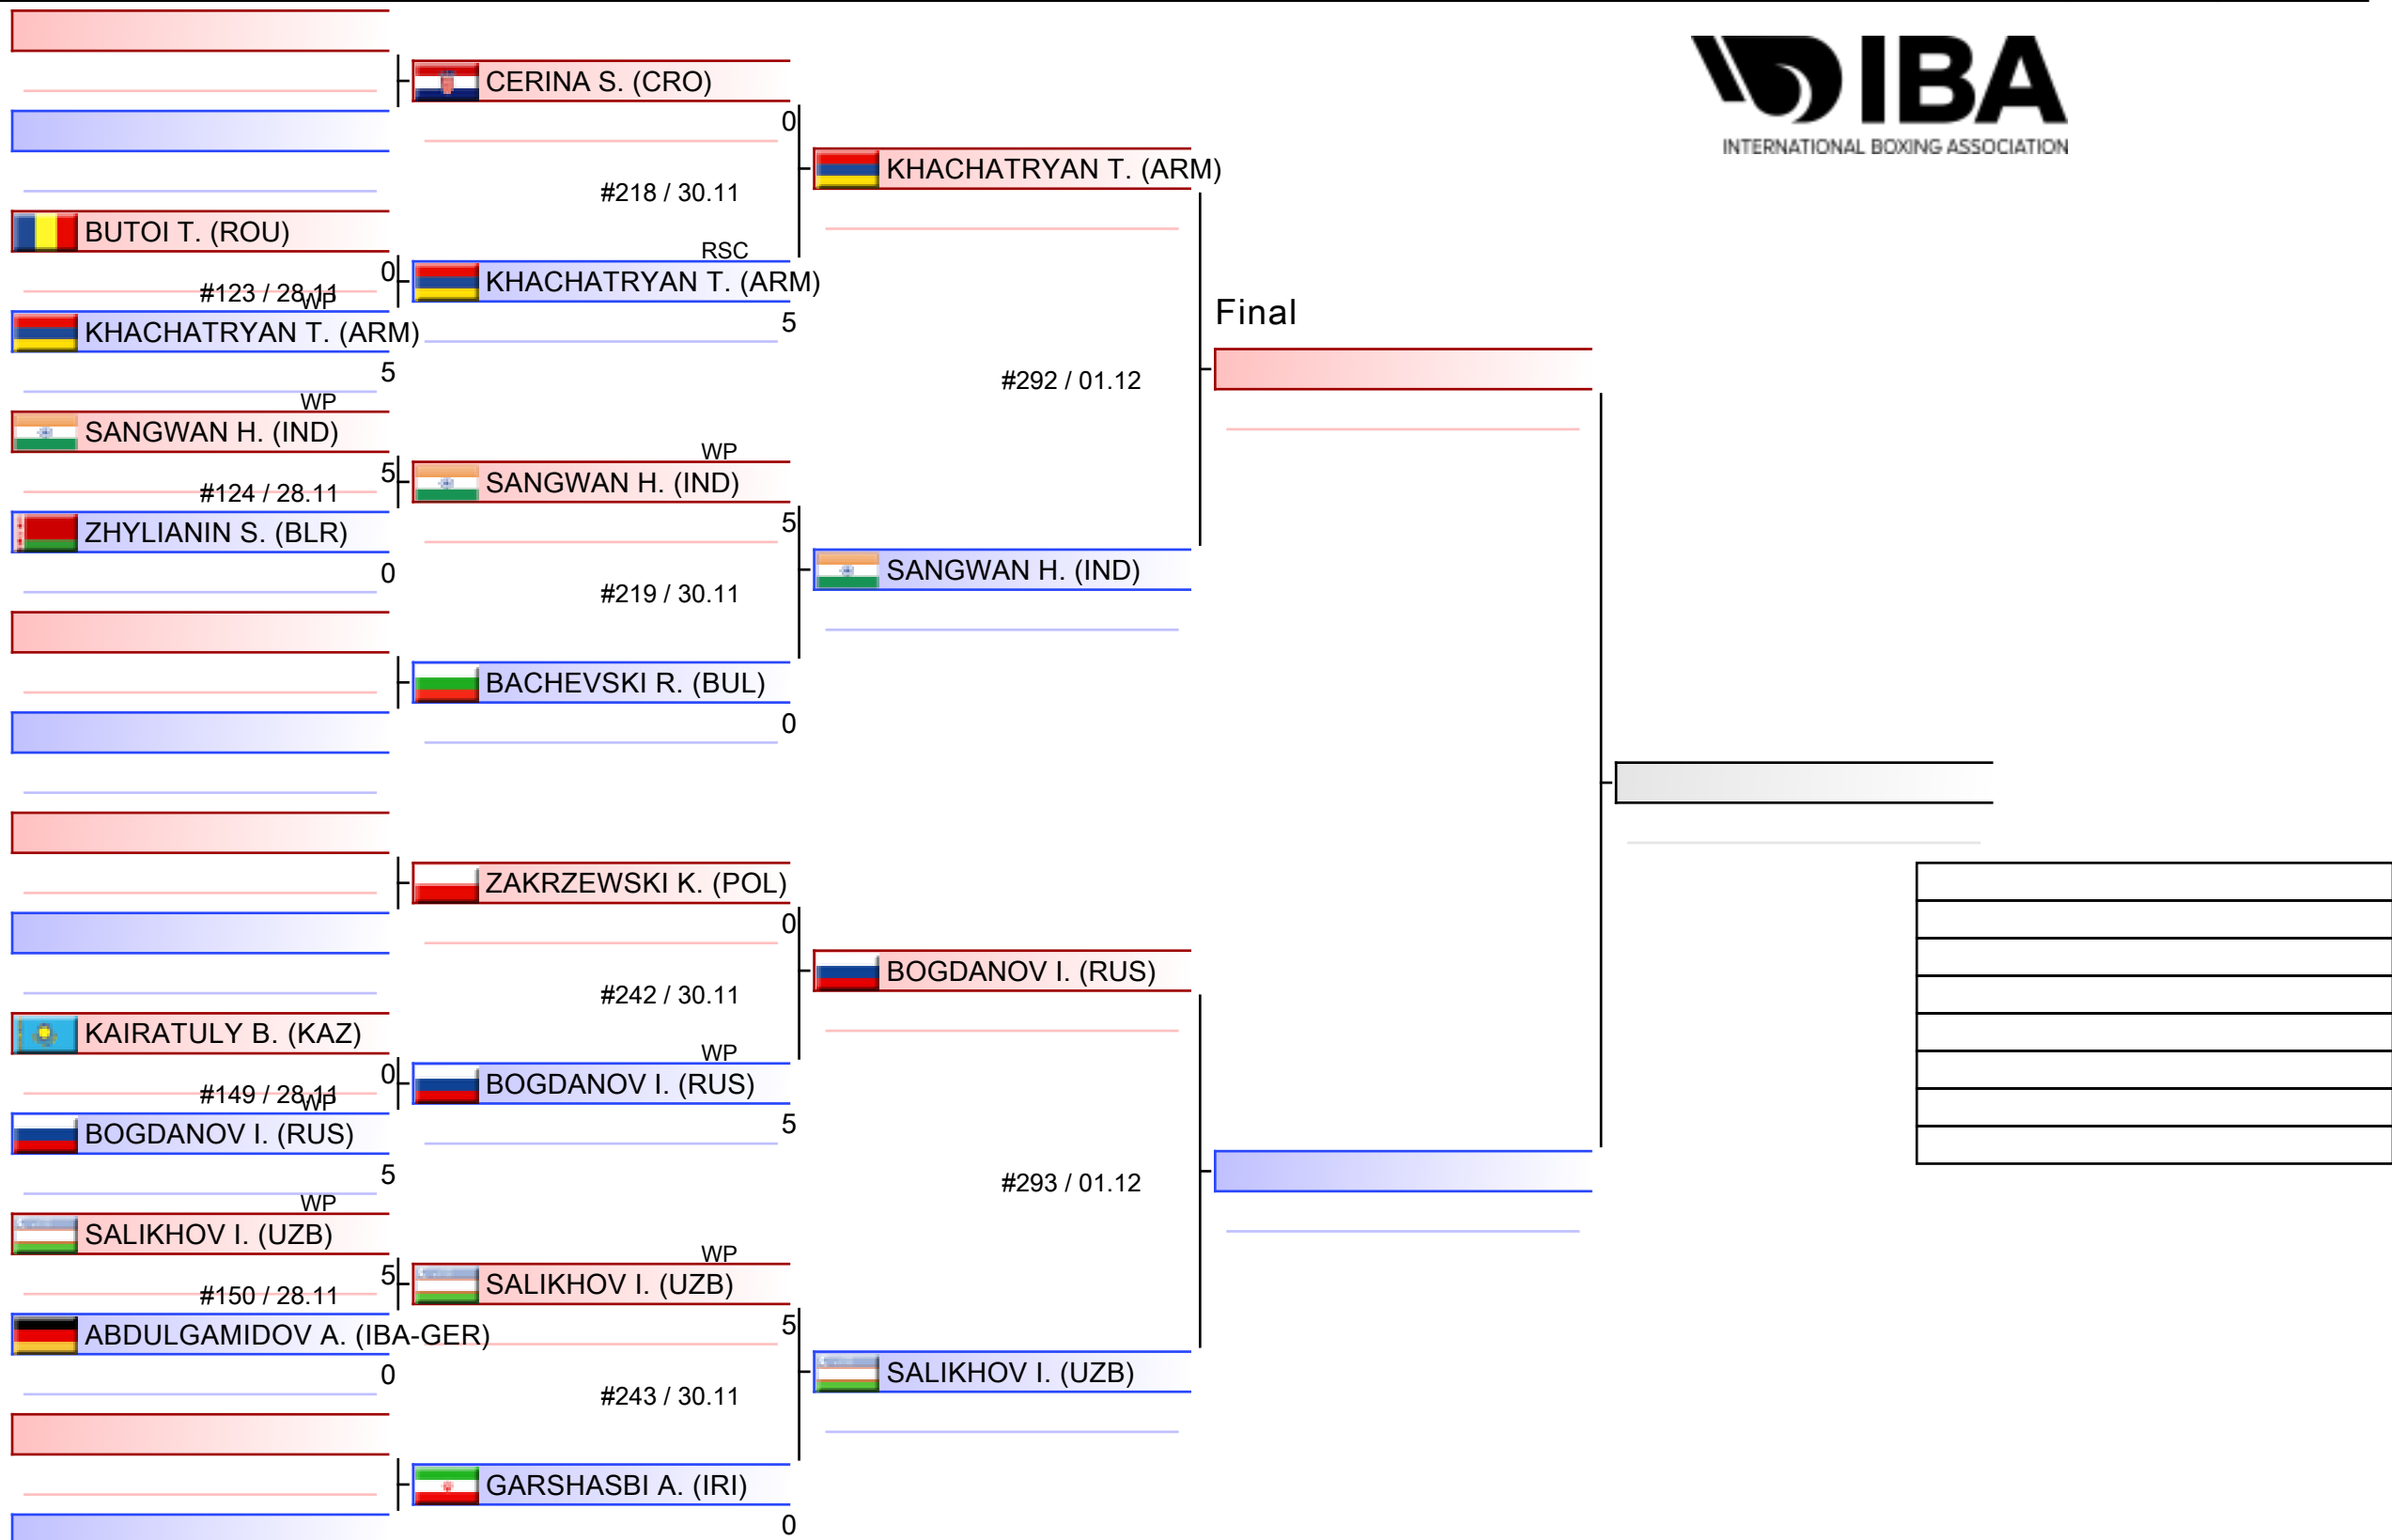 IBA
INTERNATIONAL BOXING ASSOCIATION
CERINA S. (CRO)
0
KHACHATRYAN T. (ARM)
#218 / 30.11
BUTOI T. (ROU)
RSC
0
KHACHATRYAN T. (ARM)
#123 / 28.11
WP
KHACHATRYAN T. (ARM)
5
Final
5
#292 / 01.12
WP
SANGWAN H. (IND)
WP
5
SANGWAN H. (IND)
#124 / 28.11
5
ZHYLIANIN S. (BLR)
0
SANGWAN H. (IND)
#219 / 30.11
BACHEVSKI R. (BUL)
0
ZAKRZEWSKI K. (POL)
0
BOGDANOV I. (RUS)
#242 / 30.11
KAIRATULY B. (KAZ)
WP
0
BOGDANOV I. (RUS)
#149 / 28.11
WP
BOGDANOV I. (RUS)
5
5
#293 / 01.12
WP
SALIKHOV I. (UZB)
WP
5
SALIKHOV I. (UZB)
#150 / 28.11
5
ABDULGAMIDOV A. (IBA-GER)
0
SALIKHOV I. (UZB)
#243 / 30.11
GARSHASBI A. (IRI)
0